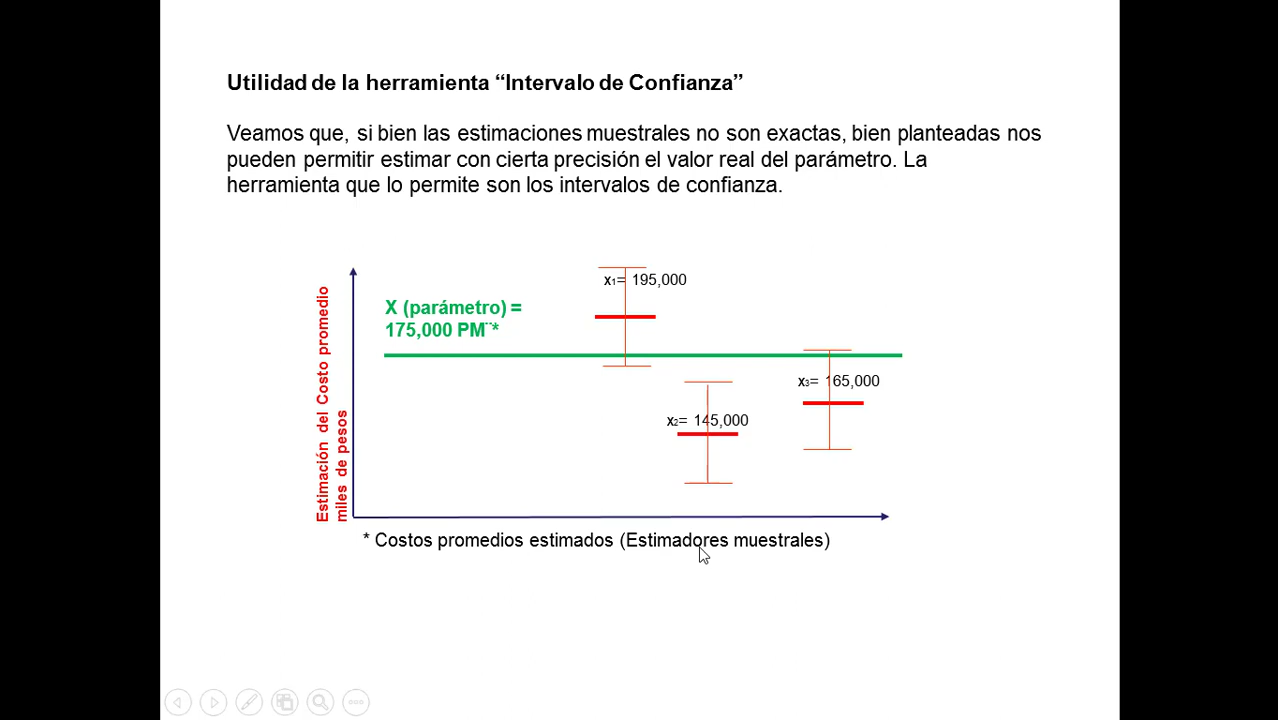 Utilidad de la herramienta “Intervalo de Confianza”
Veamos que, si bien las estimaciones muestrales no son exactas, bien planteadas nos
pueden permitir estimar con cierta precisión el valor real del parámetro. La
herramienta que lo permite son los intervalos de confianza.
Estimación del Costo promedio
miles de pesos
X (parámetro) =
175,000 PM¨*
x₁= 195,000
x₂= 145,000
x₃= 165,000
* Costos promedios estimados (Estimadores muestrales)